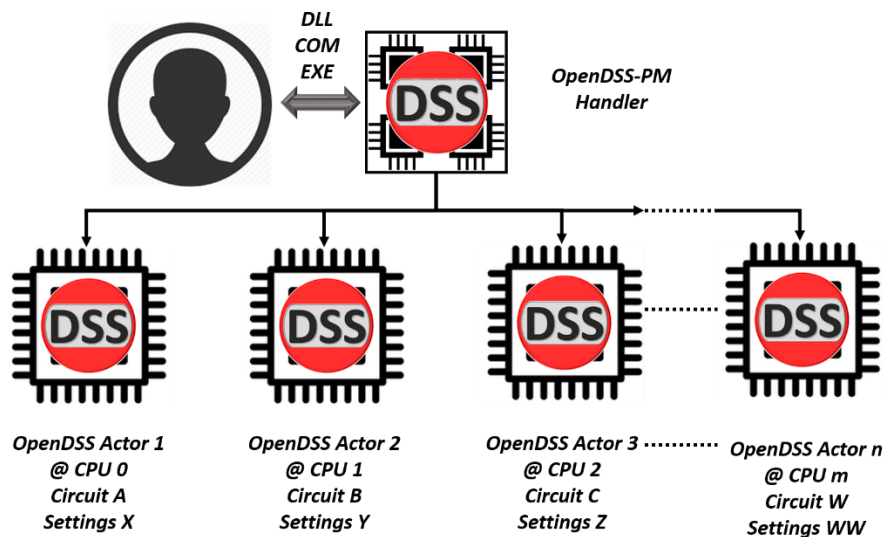 DLL
COM
EXE
DSS
OpenDSS-PM
Handler
DSS
DSS
DSS
DSS
OpenDSS Actor 1
@ CPU 0
Circuit A
Settings X
OpenDSS Actor 2
@ CPU 1
Circuit B
Settings Y
OpenDSS Actor 3
@ CPU 2
Circuit C
Settings Z
OpenDSS Actor n
@ CPU m
Circuit W
Settings WW